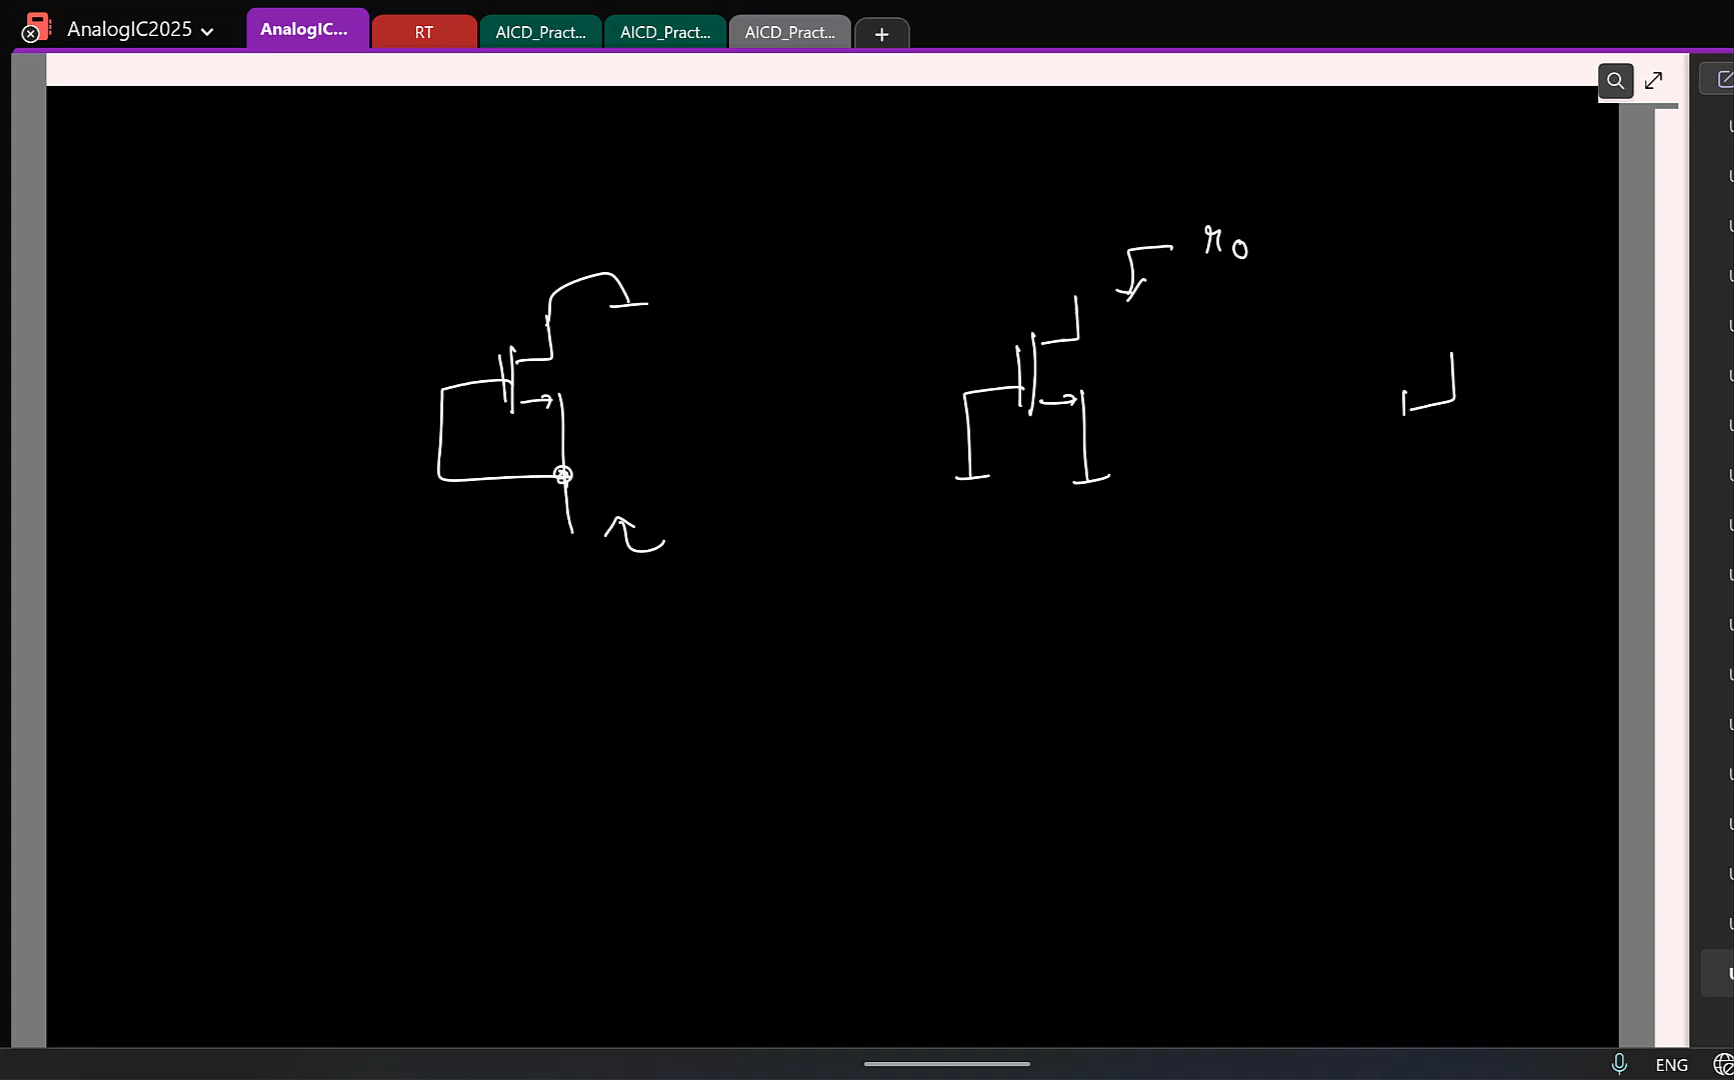 AnalogIC2025
AnalogIC... RT AICD_Pract... AICD_Pract... AICD_Pract... +
r0
ENG